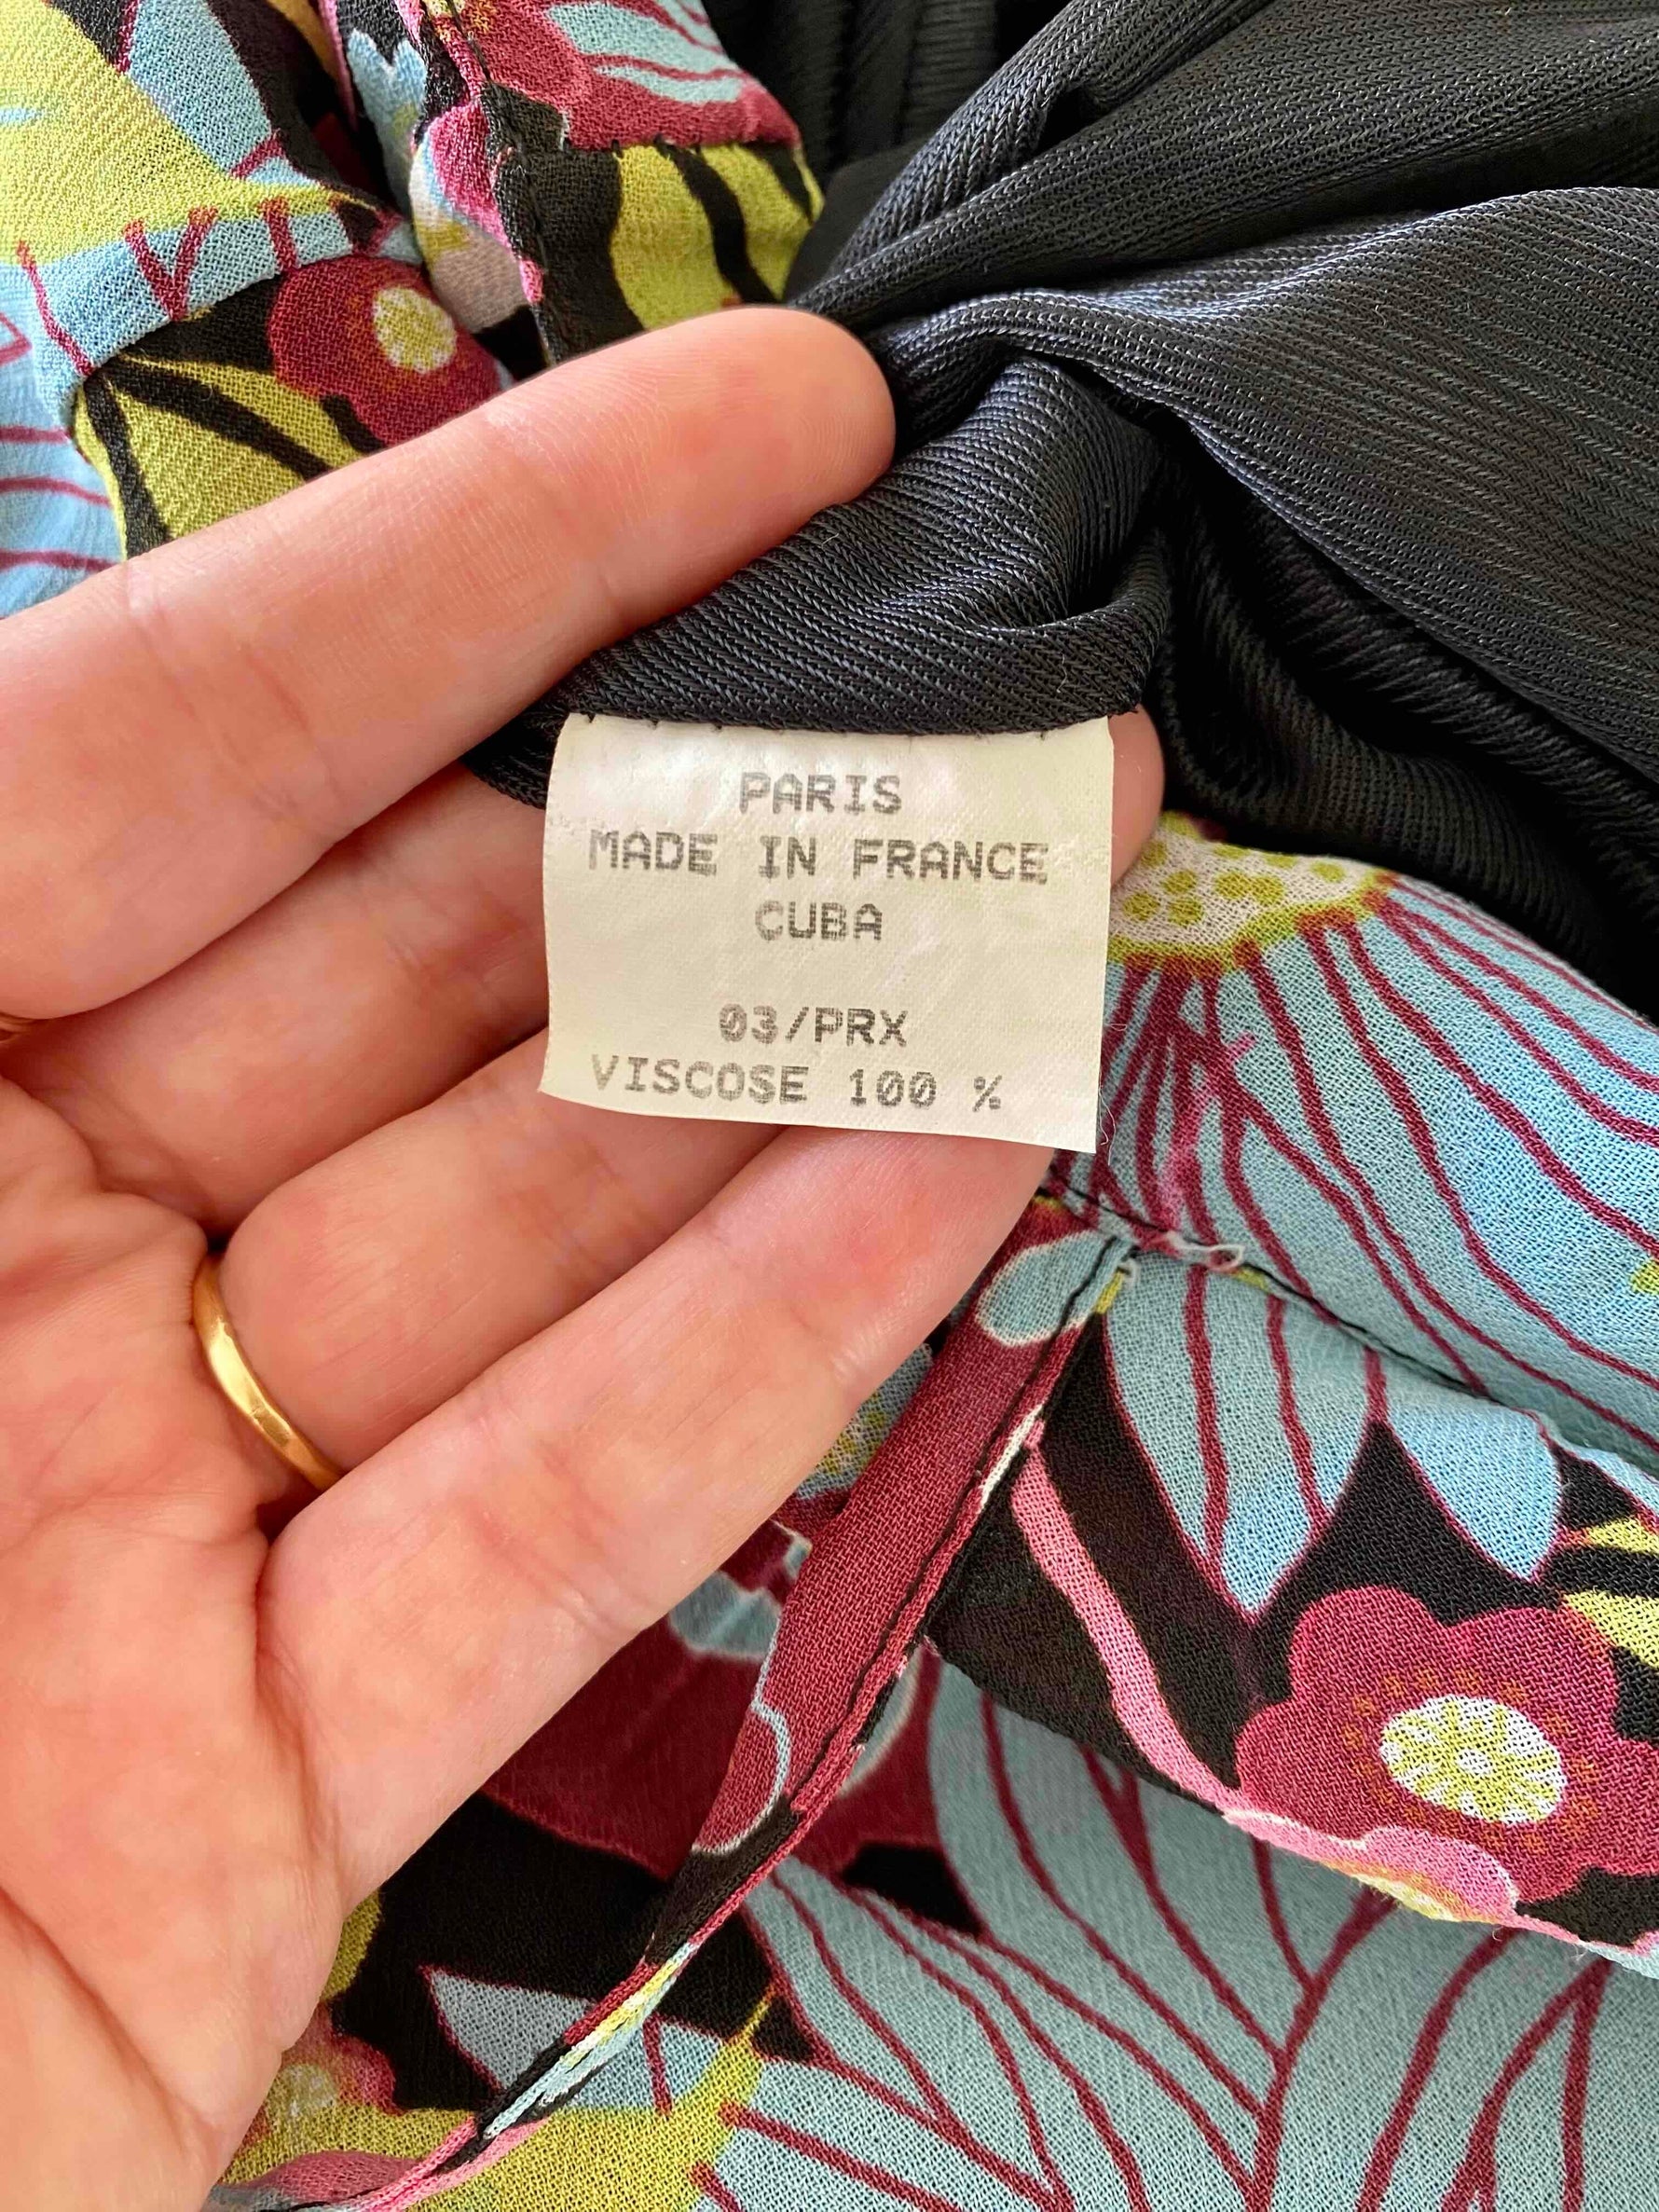 PARIS
MADE IN FRANCE
CUBA
03/PRX
VISCOSE 100 %